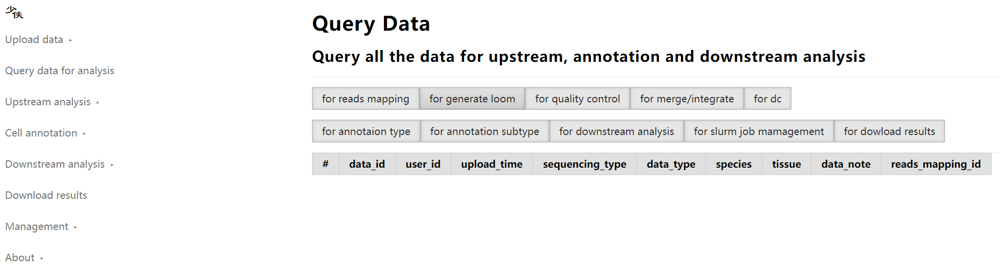 少侠
Upload data
Query data for analysis
Upstream analysis
Cell annotation
Downstream analysis
Download results
Management
About
Query Data
Query all the data for upstream, annotation and downstream analysis
for reads mapping for generate loom for quality control for merge/integrate for dc
for annotaion type for annotation subtype for downstream analysis for slurm job mamagement for dowload results
# data_id user_id upload_time sequencing_type data_type species tissue data_note reads_mapping_id